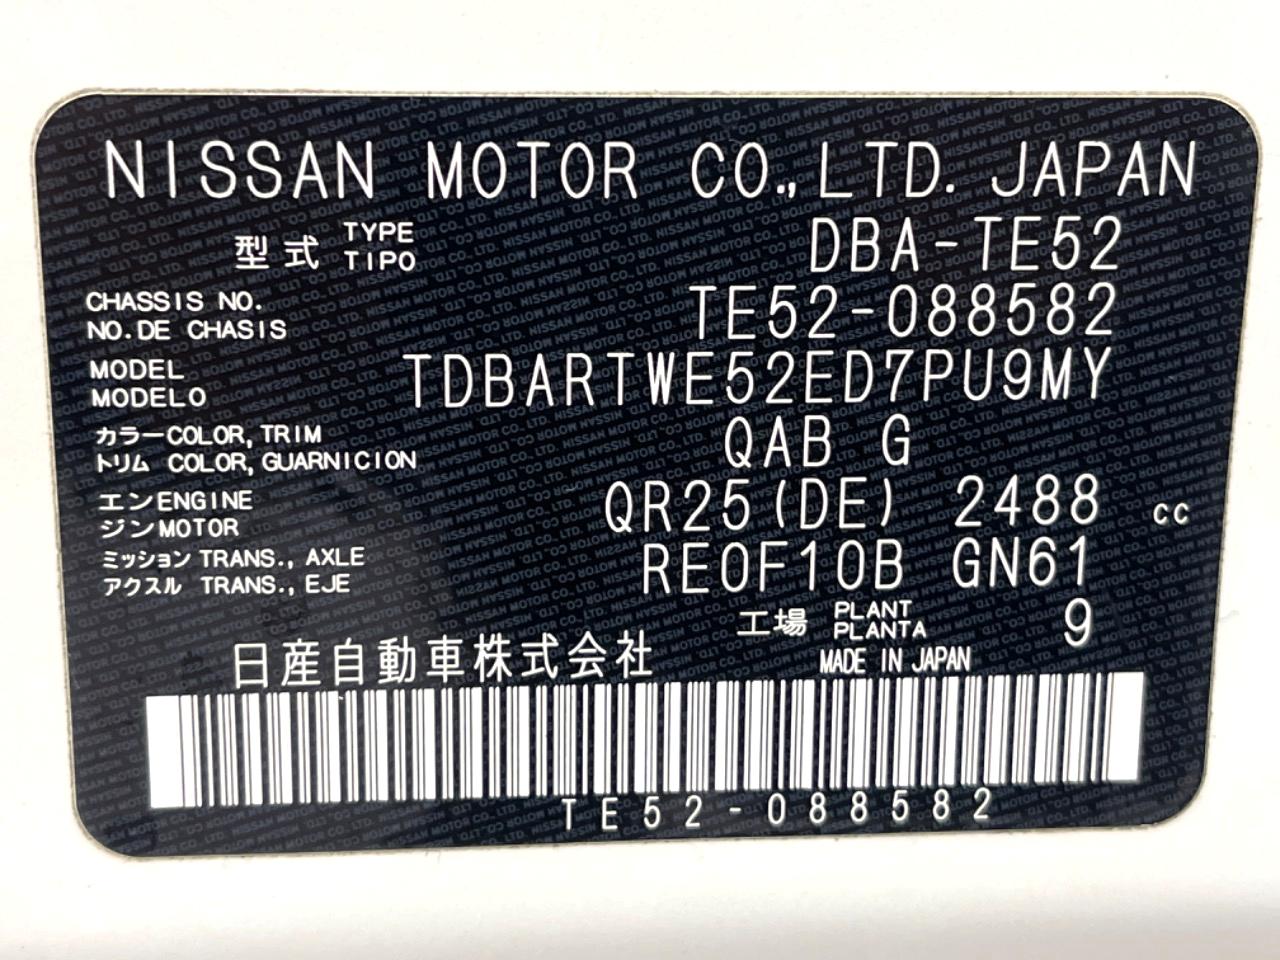 NISSAN MOTOR CO., LTD. JAPAN
型式 TYPE TIPO DBA-TE52
CHASSIS NO.
NO. DE CHASIS TE52-088582
MODEL
MODELO TDBARTWE52ED7PU9MY
カラーCOLOR, TRIM
トリム COLOR, GUARNICION QAB G
エンENGINE
ジンMOTOR QR25(DE) 2488 cc
ミッション TRANS., AXLE
アクスル TRANS., EJE RE0F10B GN61
工場 PLANT PLANTA 9
日産自動車株式会社 MADE IN JAPAN
TE52-088582